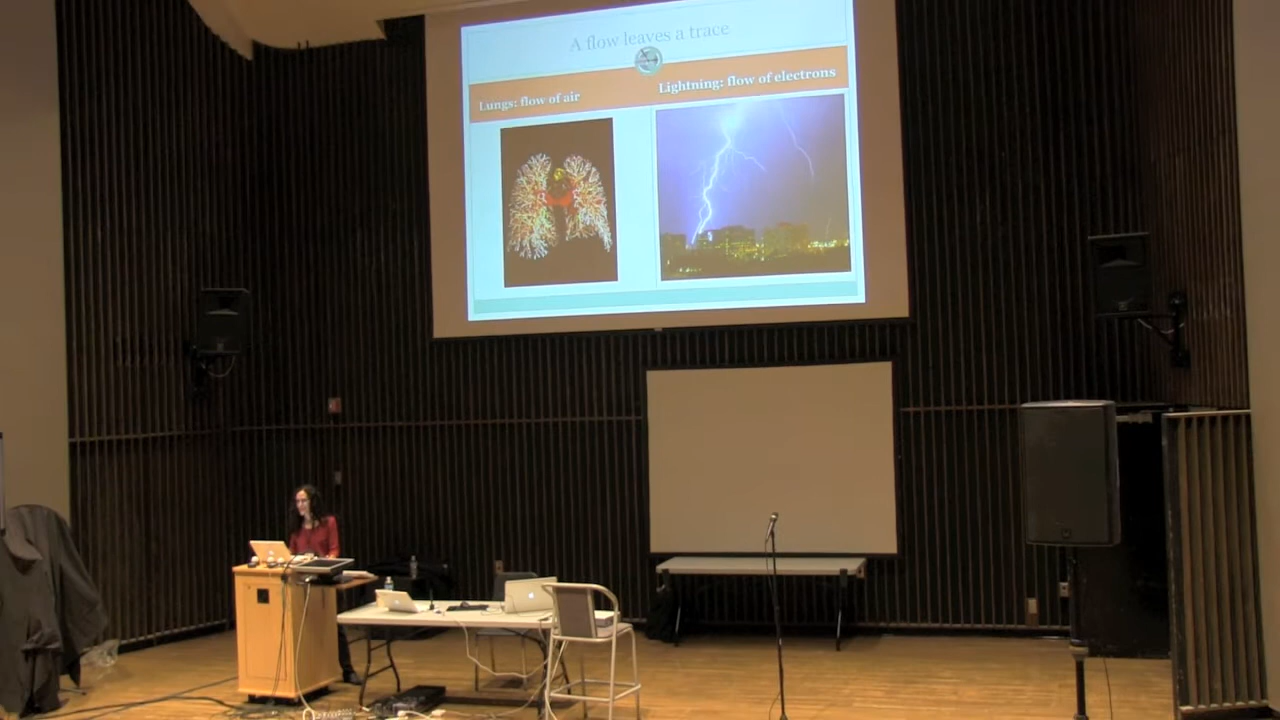 A flow leaves a trace
Lungs: flow of air
Lightning: flow of electrons